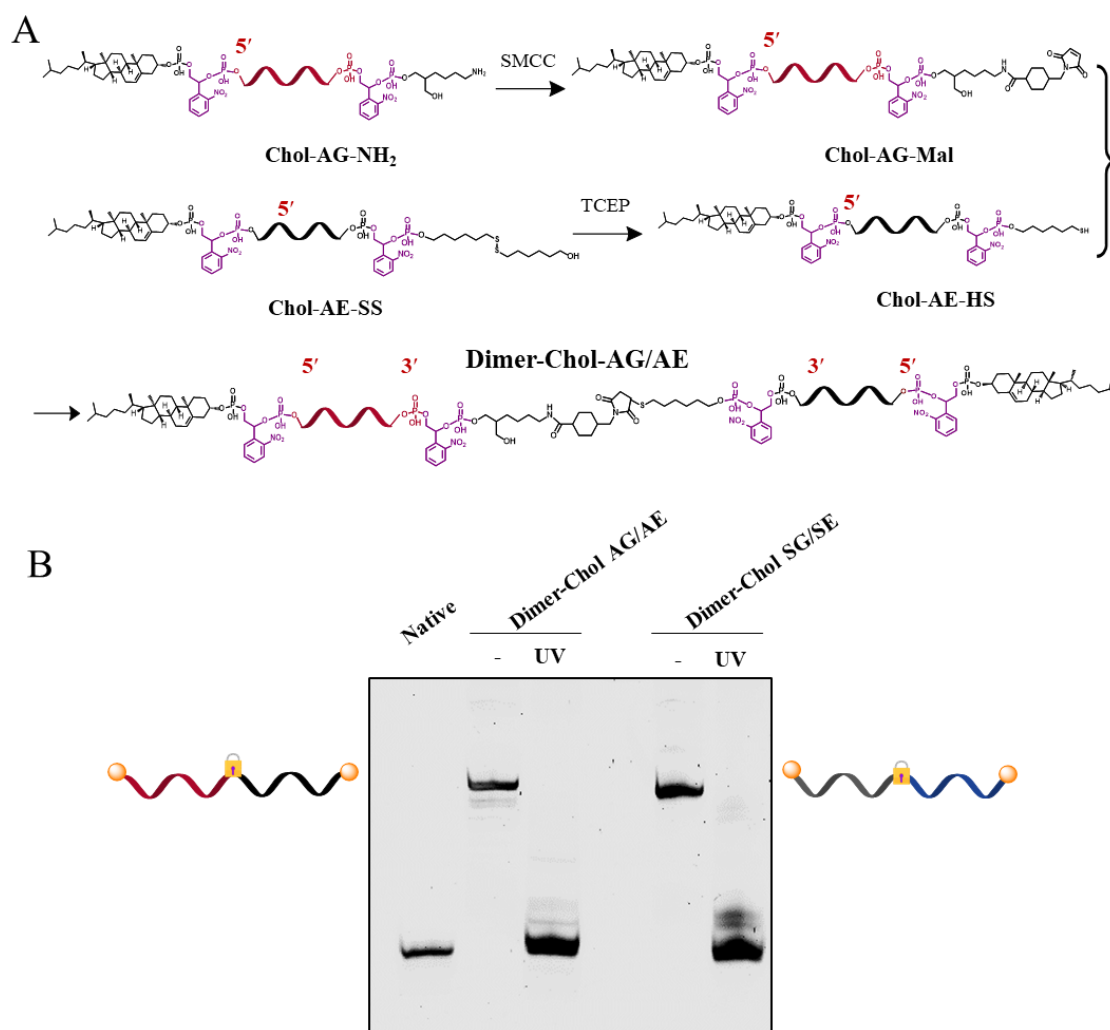 A
5′
SMCC
5′
Chol-AG-NH₂
Chol-AG-Mal
5′
TCEP
5′
Chol-AE-SS
Chol-AE-HS
Dimer-Chol-AG/AE
5′ 3′ 3′ 5′
B
Native
Dimer-Chol AG/AE
Dimer-Chol SG/SE
- UV - UV